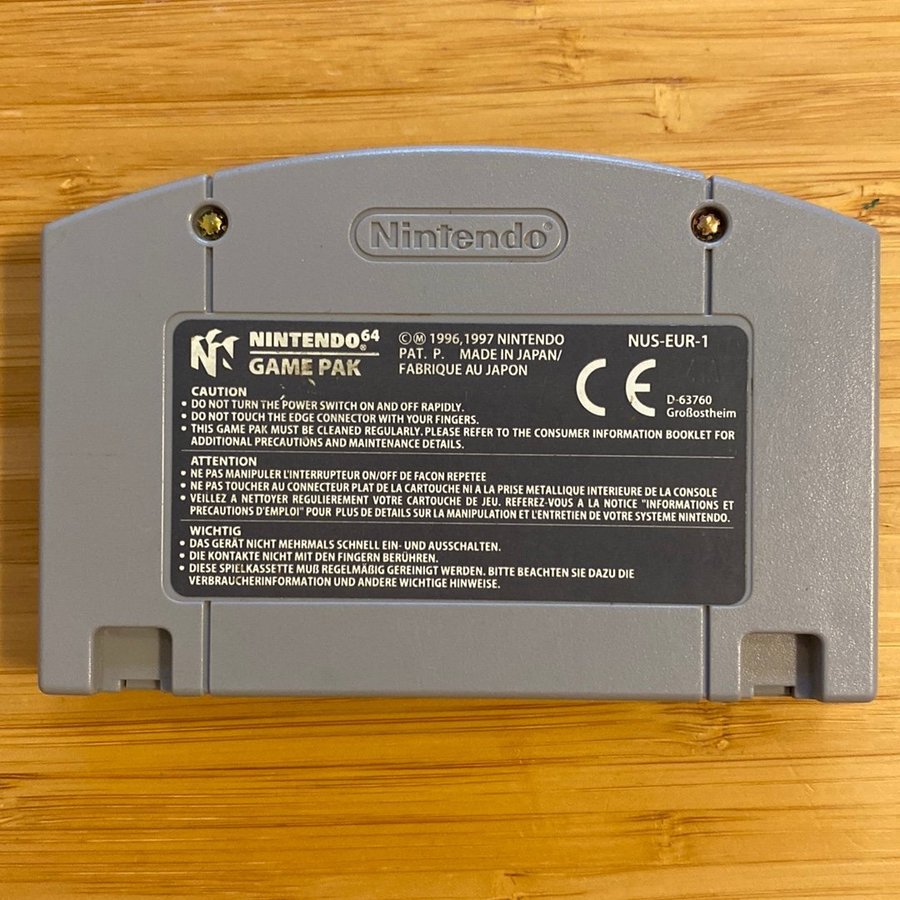 Nintendo®
NINTENDO⁶⁴®
GAME PAK
©Ⓜ 1996,1997 NINTENDO
PAT. P. MADE IN JAPAN/
FABRIQUE AU JAPON
NUS-EUR-1
CE
D-63760
Großostheim
CAUTION
• DO NOT TURN THE POWER SWITCH ON AND OFF RAPIDLY.
• DO NOT TOUCH THE EDGE CONNECTOR WITH YOUR FINGERS.
• THIS GAME PAK MUST BE CLEANED REGULARLY. PLEASE REFER TO THE CONSUMER INFORMATION BOOKLET FOR
ADDITIONAL PRECAUTIONS AND MAINTENANCE DETAILS.
ATTENTION
• NE PAS MANIPULER L'INTERRUPTEUR ON/OFF DE FACON REPETEE
• NE PAS TOUCHER AU CONNECTEUR PLAT DE LA CARTOUCHE NI A LA PRISE METALLIQUE INTERIEURE DE LA CONSOLE
• VEILLEZ A NETTOYER REGULIEREMENT VOTRE CARTOUCHE DE JEU. REFEREZ-VOUS A LA NOTICE "INFORMATIONS ET
PRECAUTIONS D'EMPLOI" POUR PLUS DE DETAILS SUR LA MANIPULATION ET L'ENTRETIEN DE VOTRE SYSTEME NINTENDO.
WICHTIG
• DAS GERÄT NICHT MEHRMALS SCHNELL EIN- UND AUSSCHALTEN.
• DIE KONTAKTE NICHT MIT DEN FINGERN BERÜHREN.
• DIESE SPIELKASSETTE MUß REGELMÄßIG GEREINIGT WERDEN. BITTE BEACHTEN SIE DAZU DIE
VERBRAUCHERINFORMATION UND ANDERE WICHTIGE HINWEISE.